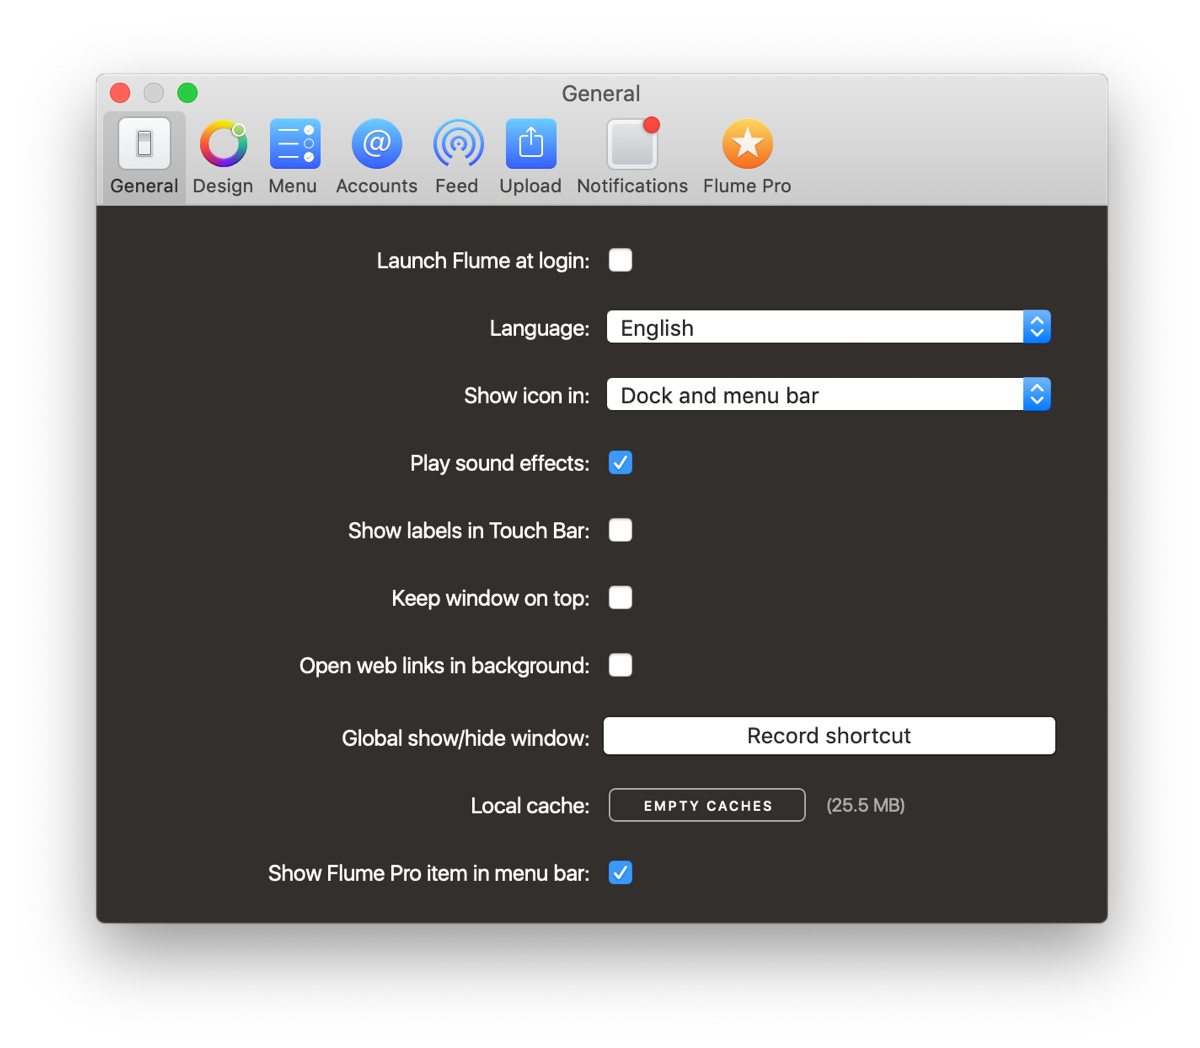 General
General Design Menu Accounts Feed Upload Notifications Flume Pro
Launch Flume at login:
Language: English
Show icon in: Dock and menu bar
Play sound effects:
Show labels in Touch Bar:
Keep window on top:
Open web links in background:
Global show/hide window: Record shortcut
Local cache: EMPTY CACHES (25.5 MB)
Show Flume Pro item in menu bar: